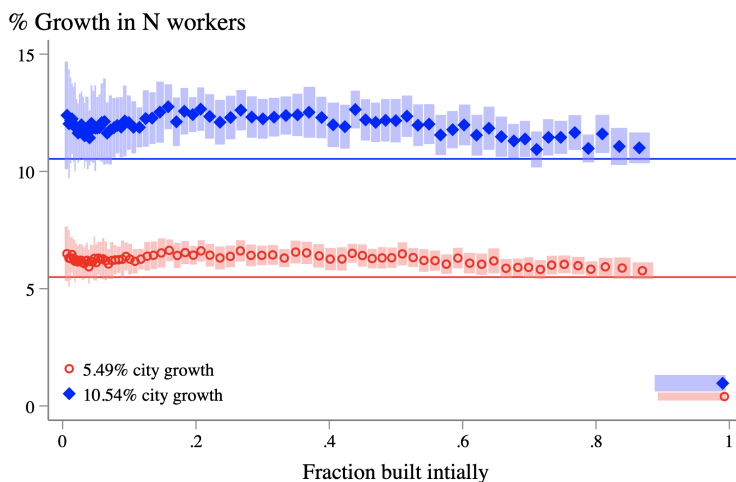 % Growth in N workers
15
10
5
0
5.49% city growth
10.54% city growth
0
.2
.4
.6
.8
1
Fraction built intially